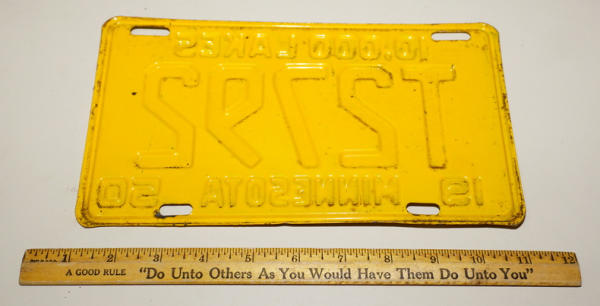 10,000 LAKES
T2792
19 MINNESOTA 50
1 2 3 4 5 6 7 8 9 10 11 12
A GOOD RULE "Do Unto Others As You Would Have Them Do Unto You"